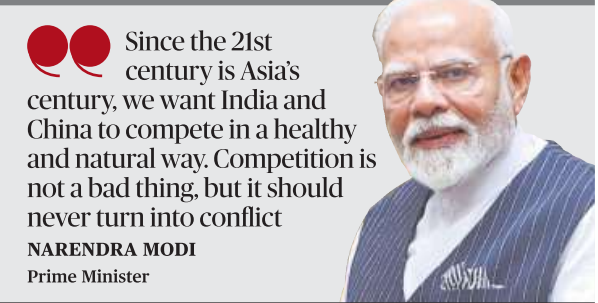 Since the 21st
century is Asia's
century, we want India and
China to compete in a healthy
and natural way. Competition is
not a bad thing, but it should
never turn into conflict
NARENDRA MODI
Prime Minister